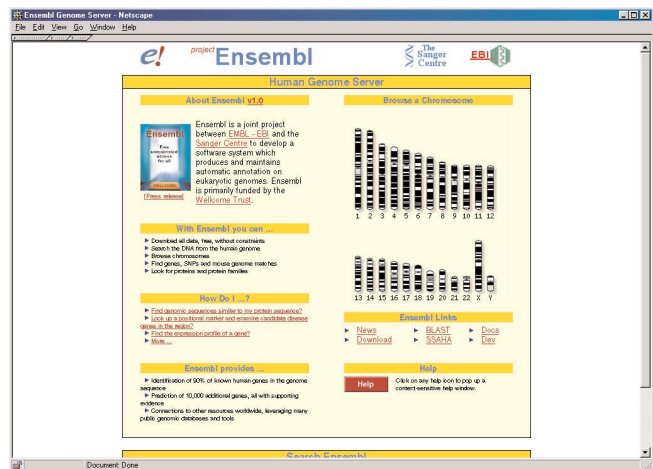 Ensembl Genome Server - Netscape
File Edit View Go Window Help
e! project Ensembl
The
Sanger
Centre
EBI
Human Genome Server
About Ensembl v1.0
Ensembl
Free
unrestricted
access
for all
[Press release]
Ensembl is a joint project
between EMBL - EBI and the
Sanger Centre to develop a
software system which
produces and maintains
automatic annotation on
eukaryotic genomes. Ensembl
is primarily funded by the
Wellcome Trust.
With Ensembl you can ...
Download all data, free, without constraints
Search the DNA from the human genome
Browse chromosomes
Find genes, SNPs and mouse genome matches
Look for proteins and protein families
How Do I ...?
Find genomic sequences similar to my protein sequence?
Look up a positional marker and examine candidate disease
genes in the region?
Find the expression profile of a gene?
More ...
Ensembl provides ...
Identification of 90% of known human genes in the genome
sequence
Prediction of 10,000 additional genes, all with supporting
evidence
Connections to other resources worldwide, leveraging many
public genomic databases and tools
Browse a Chromosome
1 2 3 4 5 6 7 8 9 10 11 12
13 14 15 16 17 18 19 20 21 22 X Y
Ensembl Links
News BLAST Docs
Download SSAHA Dev
Help
Help
Click on any help icon to pop up a
context-sensitive help window.
Search Ensembl
Document: Done